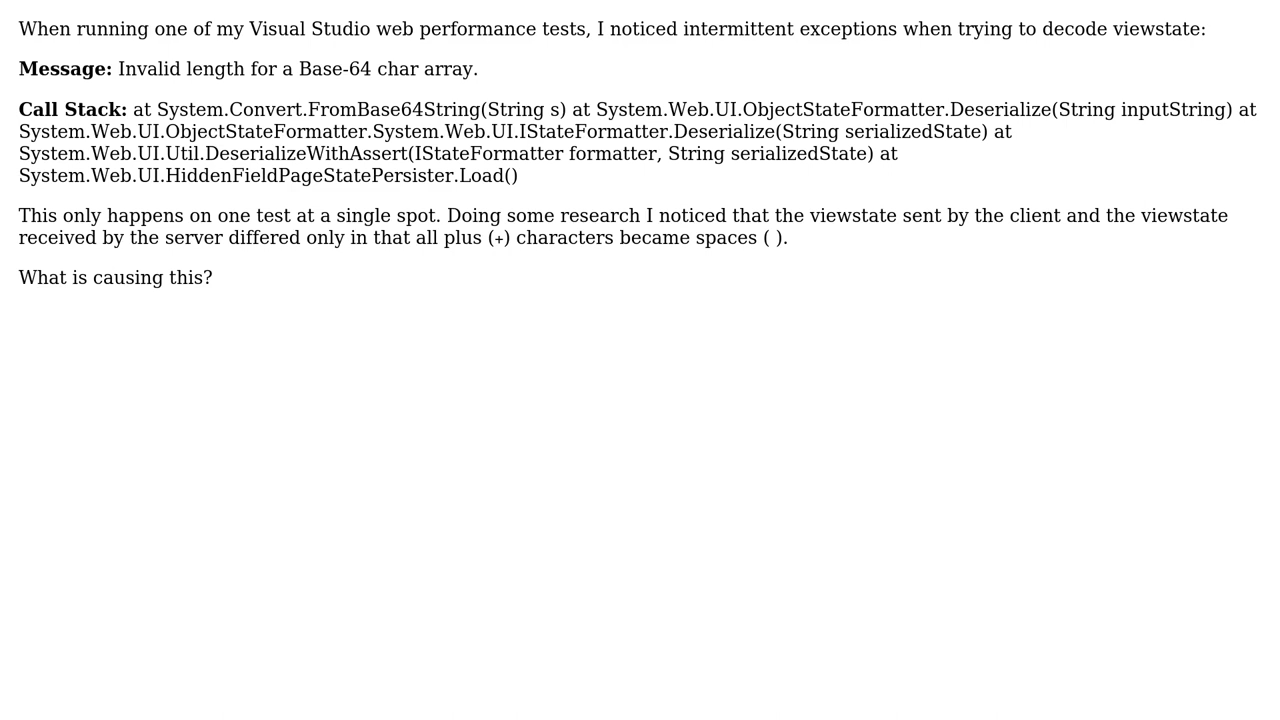 When running one of my Visual Studio web performance tests, I noticed intermittent exceptions when trying to decode viewstate:
Message: Invalid length for a Base-64 char array.
Call Stack: at System.Convert.FromBase64String(String s) at System.Web.UI.ObjectStateFormatter.Deserialize(String inputString) at
System.Web.UI.ObjectStateFormatter.System.Web.UI.IStateFormatter.Deserialize(String serializedState) at
System.Web.UI.Util.DeserializeWithAssert(IStateFormatter formatter, String serializedState) at
System.Web.UI.HiddenFieldPageStatePersister.Load()
This only happens on one test at a single spot. Doing some research I noticed that the viewstate sent by the client and the viewstate
received by the server differed only in that all plus (+) characters became spaces ( ).
What is causing this?